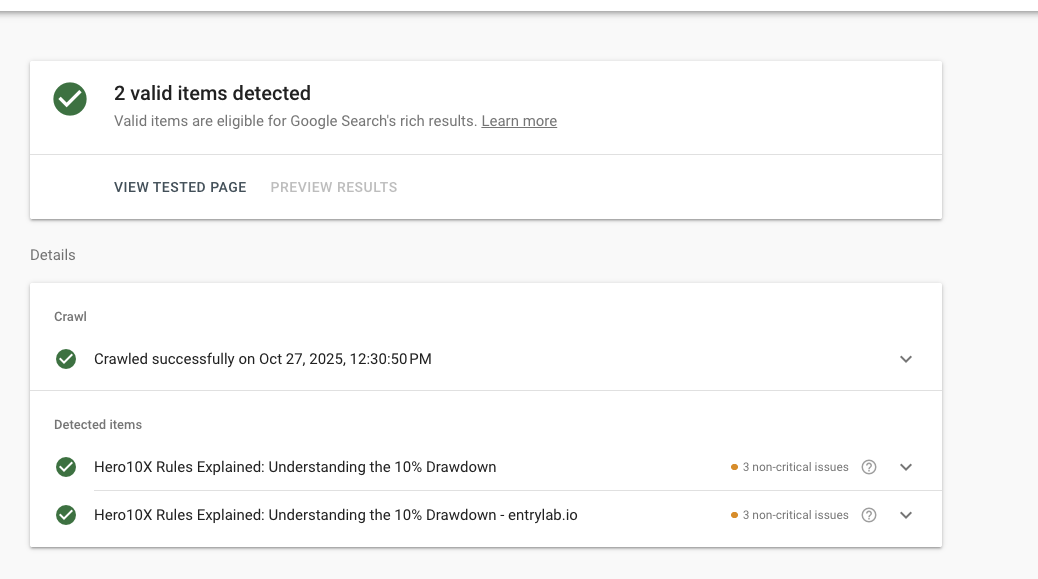 2 valid items detected
Valid items are eligible for Google Search's rich results. Learn more
VIEW TESTED PAGE PREVIEW RESULTS
Details
Crawl
Crawled successfully on Oct 27, 2025, 12:30:50 PM
Detected items
Hero10X Rules Explained: Understanding the 10% Drawdown 3 non-critical issues
Hero10X Rules Explained: Understanding the 10% Drawdown - entrylab.io 3 non-critical issues